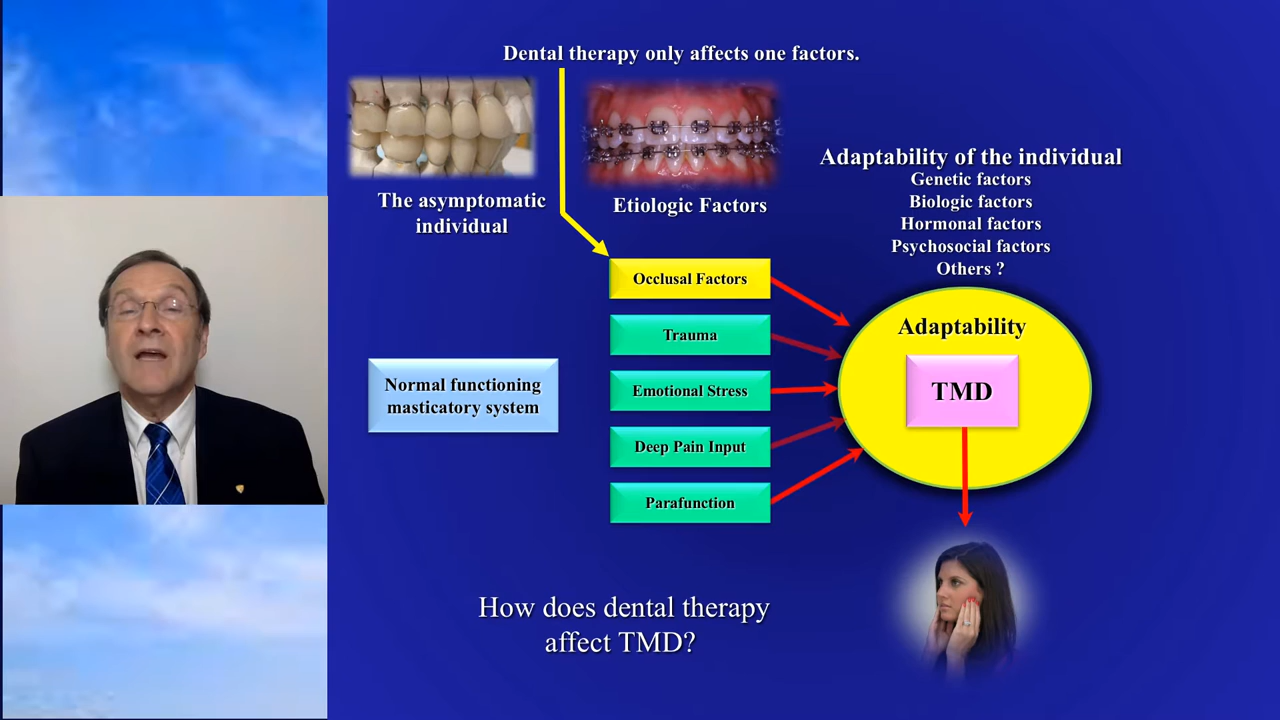 Dental therapy only affects one factors.
The asymptomatic
individual
Etiologic Factors
Adaptability of the individual
Genetic factors
Biologic factors
Hormonal factors
Psychosocial factors
Others ?
Occlusal Factors
Trauma
Emotional Stress
Deep Pain Input
Parafunction
Normal functioning
masticatory system
Adaptability
TMD
How does dental therapy
affect TMD?